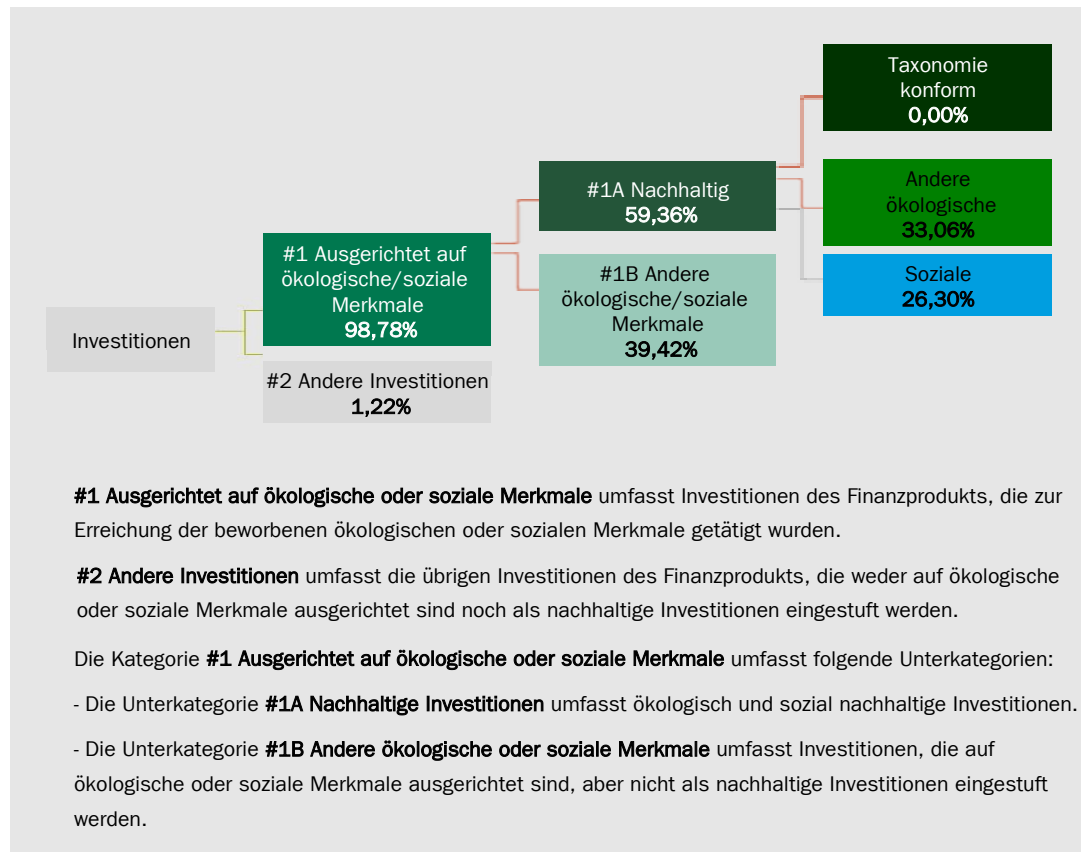 Taxonomie
konform
0,00%
#1A Nachhaltig
59,36%
Andere
ökologische
33,06%
#1 Ausgerichtet auf
ökologische/soziale
Merkmale
98,78%
#1B Andere
ökologische/soziale
Merkmale
39,42%
Soziale
26,30%
Investitionen
#2 Andere Investitionen
1,22%
#1 Ausgerichtet auf ökologische oder soziale Merkmale umfasst Investitionen des Finanzprodukts, die zur
Erreichung der beworbenen ökologischen oder sozialen Merkmale getätigt wurden.
#2 Andere Investitionen umfasst die übrigen Investitionen des Finanzprodukts, die weder auf ökologische
oder soziale Merkmale ausgerichtet sind noch als nachhaltige Investitionen eingestuft werden.
Die Kategorie #1 Ausgerichtet auf ökologische oder soziale Merkmale umfasst folgende Unterkategorien:
- Die Unterkategorie #1A Nachhaltige Investitionen umfasst ökologisch und sozial nachhaltige Investitionen.
- Die Unterkategorie #1B Andere ökologische oder soziale Merkmale umfasst Investitionen, die auf
ökologische oder soziale Merkmale ausgerichtet sind, aber nicht als nachhaltige Investitionen eingestuft
werden.